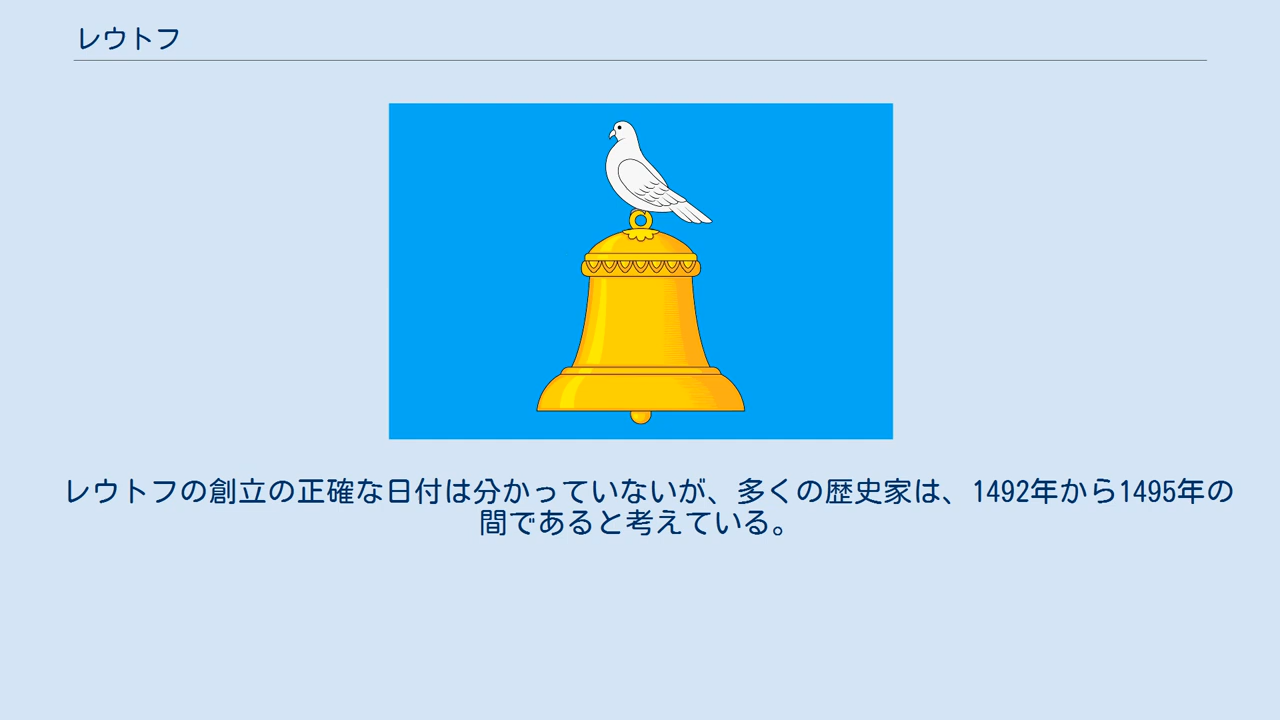 レウトフ
レウトフの創立の正確な日付は分かっていないが、多くの歴史家は、1492年から1495年の
間であると考えている。